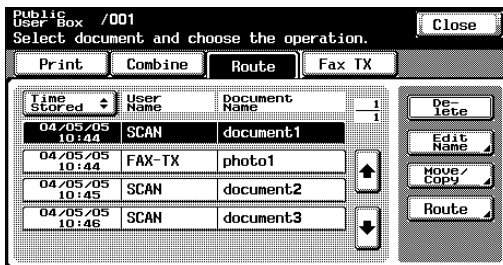 Public
User Box /001
Close
Select document and choose the operation.
Print Combine Route Fax TX
Time Stored User Name Document Name 1/1
04/05/05 10:44 SCAN document1
04/05/05 10:44 FAX-TX photo1
04/05/05 10:45 SCAN document2
04/05/05 10:46 SCAN document3
De-
lete
Edit
Name
Move/
Copy
Route